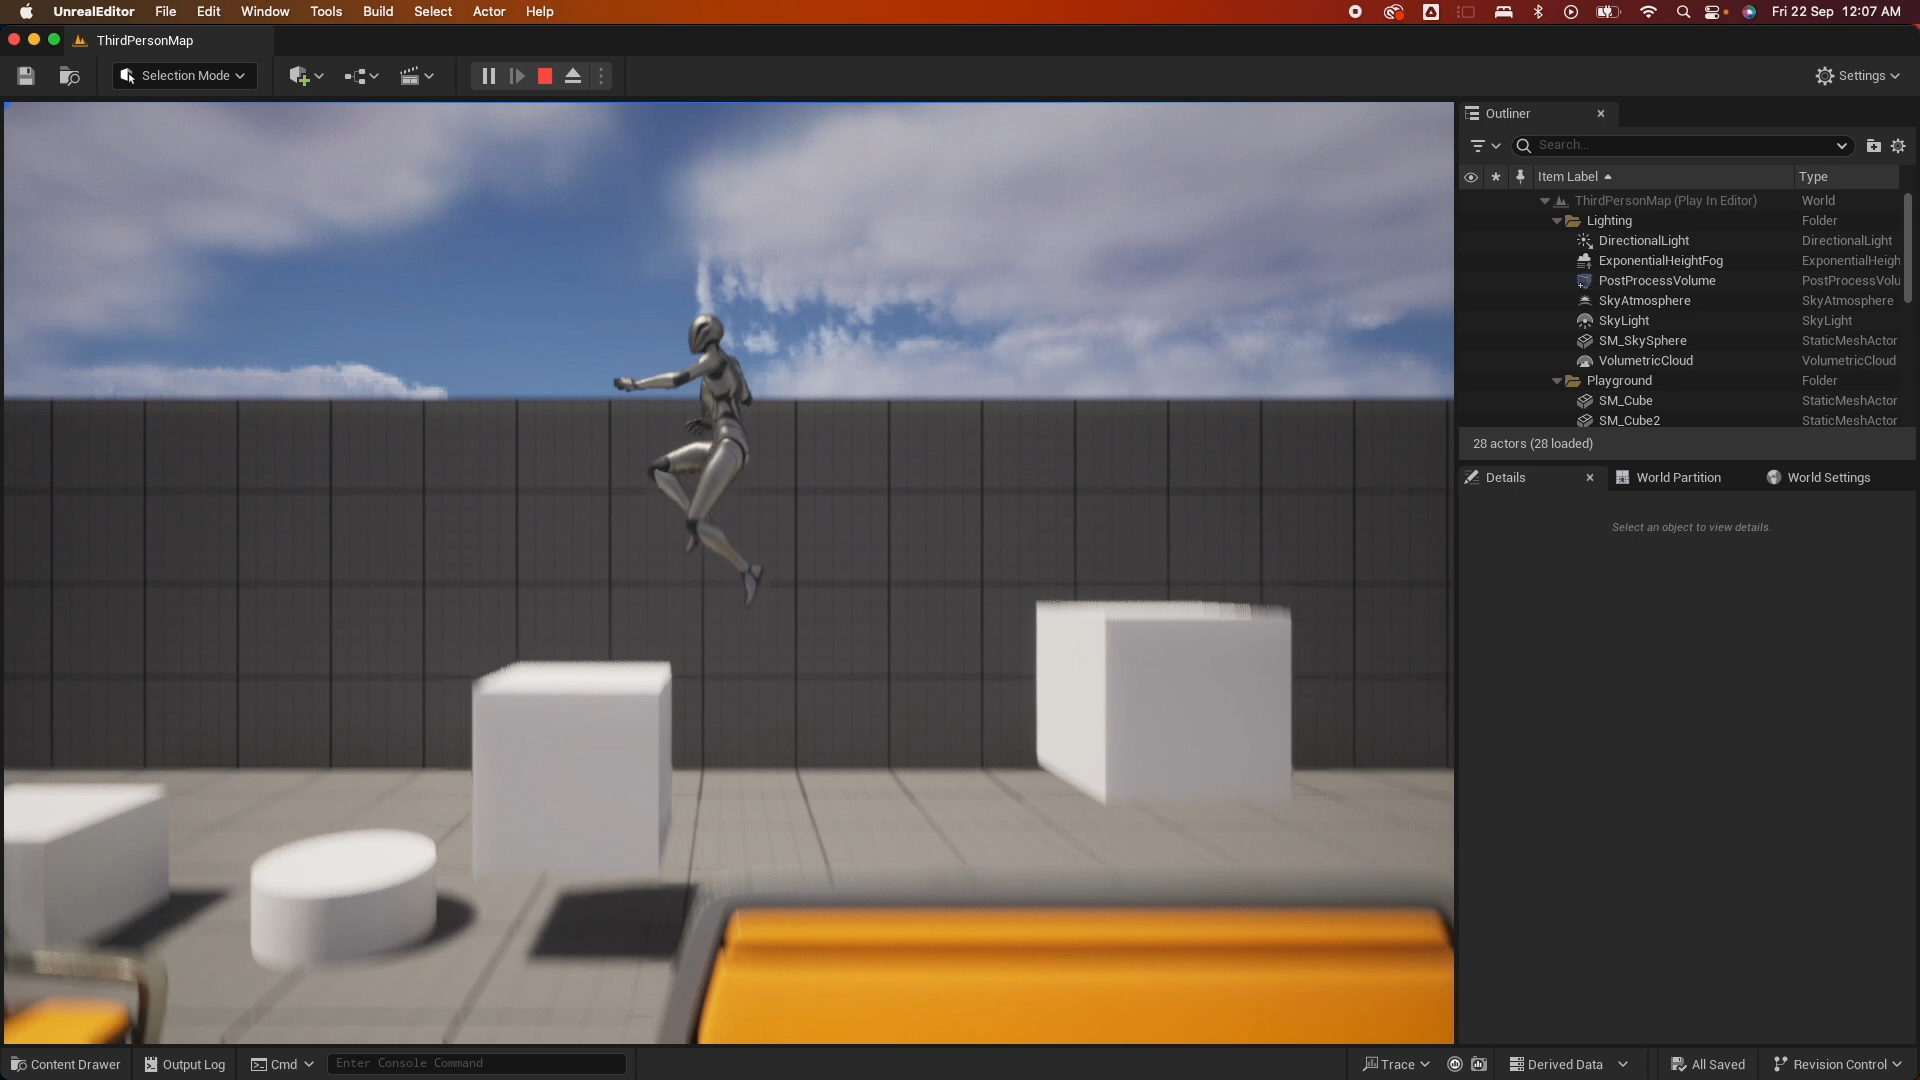 UnrealEditor File Edit Window Tools Build Select Actor Help Fri 22 Sep 12:07 AM
ThirdPersonMap
Selection Mode Settings
Outliner
Search...
Item Label Type
ThirdPersonMap (Play In Editor) World
Lighting Folder
DirectionalLight DirectionalLight
ExponentialHeightFog ExponentialHeigh
PostProcessVolume PostProcessVolu
SkyAtmosphere SkyAtmosphere
SkyLight SkyLight
SM_SkySphere StaticMeshActor
VolumetricCloud VolumetricCloud
Playground Folder
SM_Cube StaticMeshActor
SM_Cube2 StaticMeshActor
28 actors (28 loaded)
Details World Partition World Settings
Select an object to view details.
Content Drawer Output Log Cmd Enter Console Command Trace Derived Data All Saved Revision Control